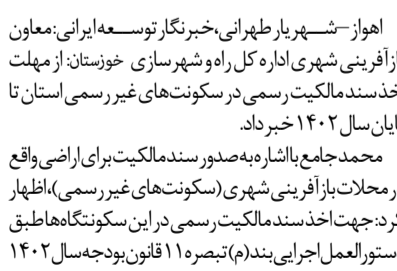 اهواز – شهریار طهرانی، خبرنگار توسعه ایرانی: معاون
بازآفرینی شهری اداره کل راه و شهرسازی خوزستان: از مهلت
اخذ سند مالکیت رسمی در سکونت‌های غیر رسمی استان تا
پایان سال ۱۴۰۲ خبر داد.
محمد جامع با اشاره به صدور سند مالکیت برای اراضی واقع
در محلات بازآفرینی شهری (سکونت‌های غیر رسمی)، اظهار
کرد: جهت اخذ سند مالکیت رسمی در این سکونتگاه‌ها طبق
دستورالعمل اجرایی بند (م) تبصره ۱۱ قانون بودجه سال ۱۴۰۲